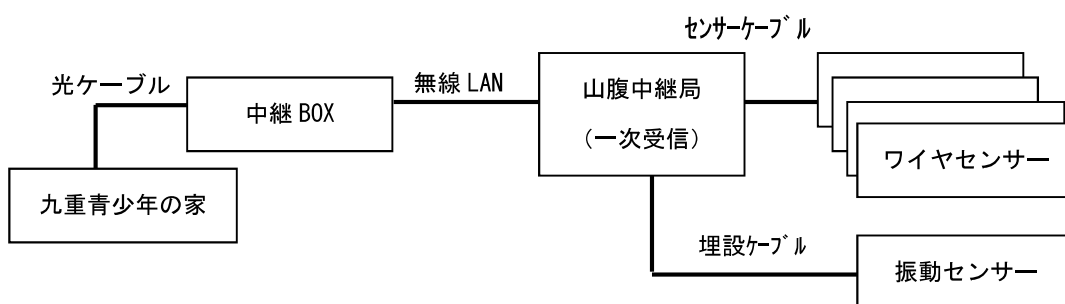 センサーケーブル
光ケーブル
無線 LAN
山腹中継局
(一次受信)
中継 BOX
ワイヤセンサー
九重青少年の家
埋設ケーブル
振動センサー